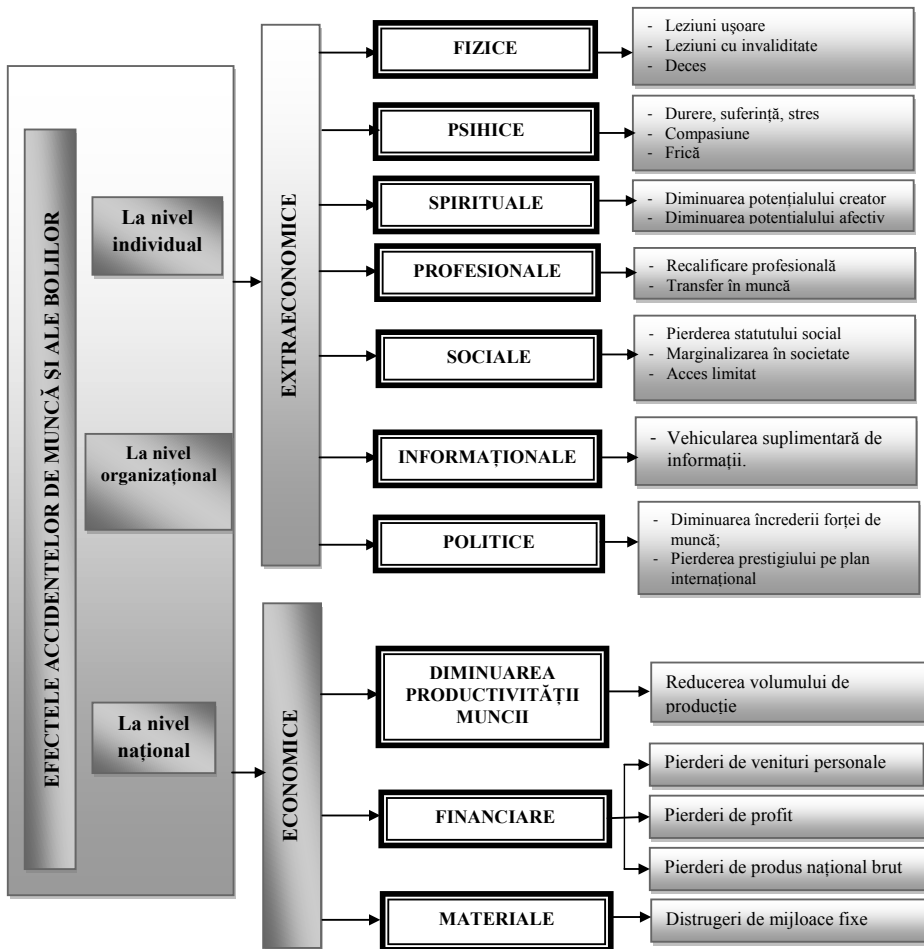 EFECTELE ACCIDENTELOR DE MUNCĂ ȘI ALE BOLILOR
La nivel
individual
La nivel
organizațional
La nivel
național
EXTRAECONOMICE
FIZICE
- Leziuni ușoare
- Leziuni cu invaliditate
- Deces
PSIHICE
- Durere, suferință, stres
- Compasiune
- Frică
SPIRITUALE
- Diminuarea potențialului creator
- Diminuarea potentialului afectiv
PROFESIONALE
- Recalificare profesională
- Transfer în muncă
SOCIALE
- Pierderea statutului social
- Marginalizarea în societate
- Acces limitat
INFORMAȚIONALE
- Vehicularea suplimentară de
informații.
POLITICE
- Diminuarea încrederii forței de
muncă;
- Pierderea prestigiului pe plan
internațional
ECONOMICE
DIMINUAREA
PRODUCTIVITĂȚII
MUNCII
Reducerea volumului de
producție
FINANCIARE
Pierderi de venituri personale
Pierderi de profit
Pierderi de produs național brut
MATERIALE
Distrugeri de mijloace fixe